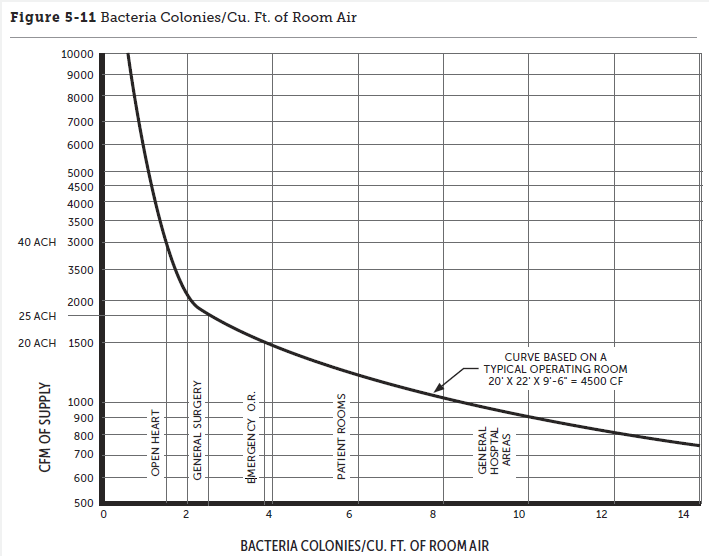 Figure 5-11 Bacteria Colonies/Cu. Ft. of Room Air
10000
9000
8000
7000
6000
5000
4500
4000
3500
40 ACH 3000
3500
2000
25 ACH
20 ACH 1500
1000
900
800
700
600
500
CFM OF SUPPLY
OPEN HEART
GENERAL SURGERY
EMERGENCY O.R.
PATIENT ROOMS
GENERAL
HOSPTAL
AREAS
CURVE BASED ON A
TYPICAL OPERATING ROOM
20' X 22' X 9'-6" = 4500 CF
0 2 4 6 8 10 12 14
BACTERIA COLONIES/CU. FT. OF ROOM AIR